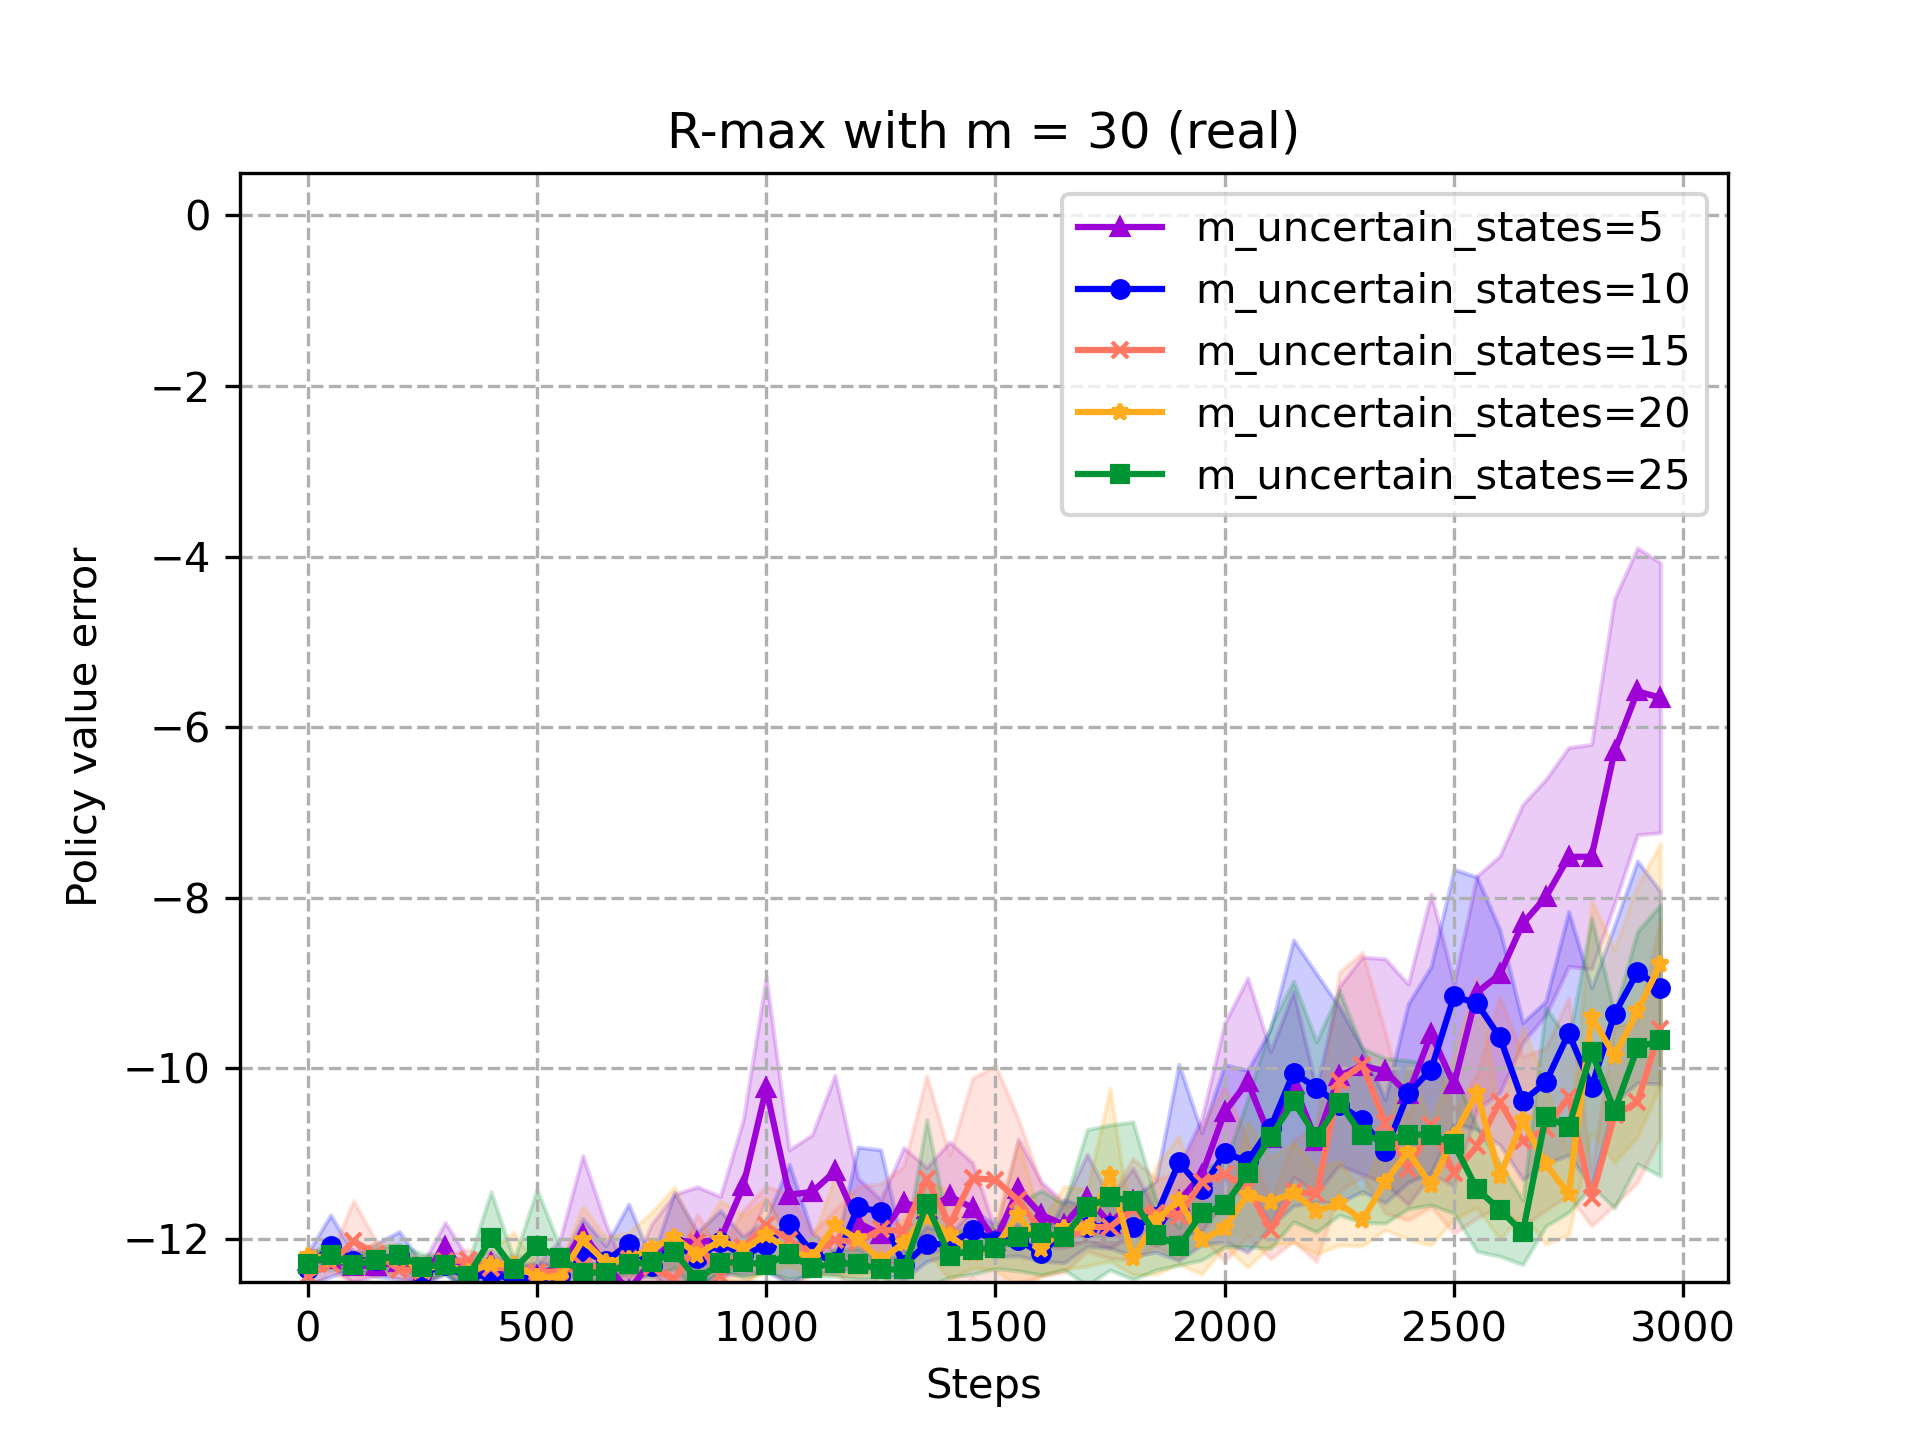 R-max with m = 30 (real)
m_uncertain_states=5
m_uncertain_states=10
m_uncertain_states=15
m_uncertain_states=20
m_uncertain_states=25
Policy value error
0
−2
−4
−6
−8
−10
−12
0 500 1000 1500 2000 2500 3000
Steps